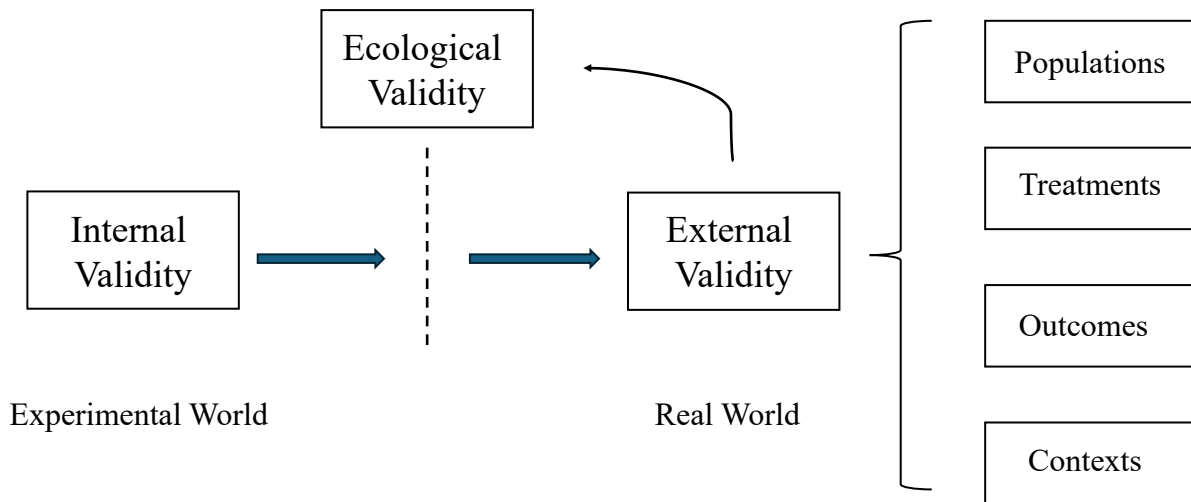 Ecological
Validity
Internal
Validity
External
Validity
Populations
Treatments
Outcomes
Contexts
Experimental World
Real World